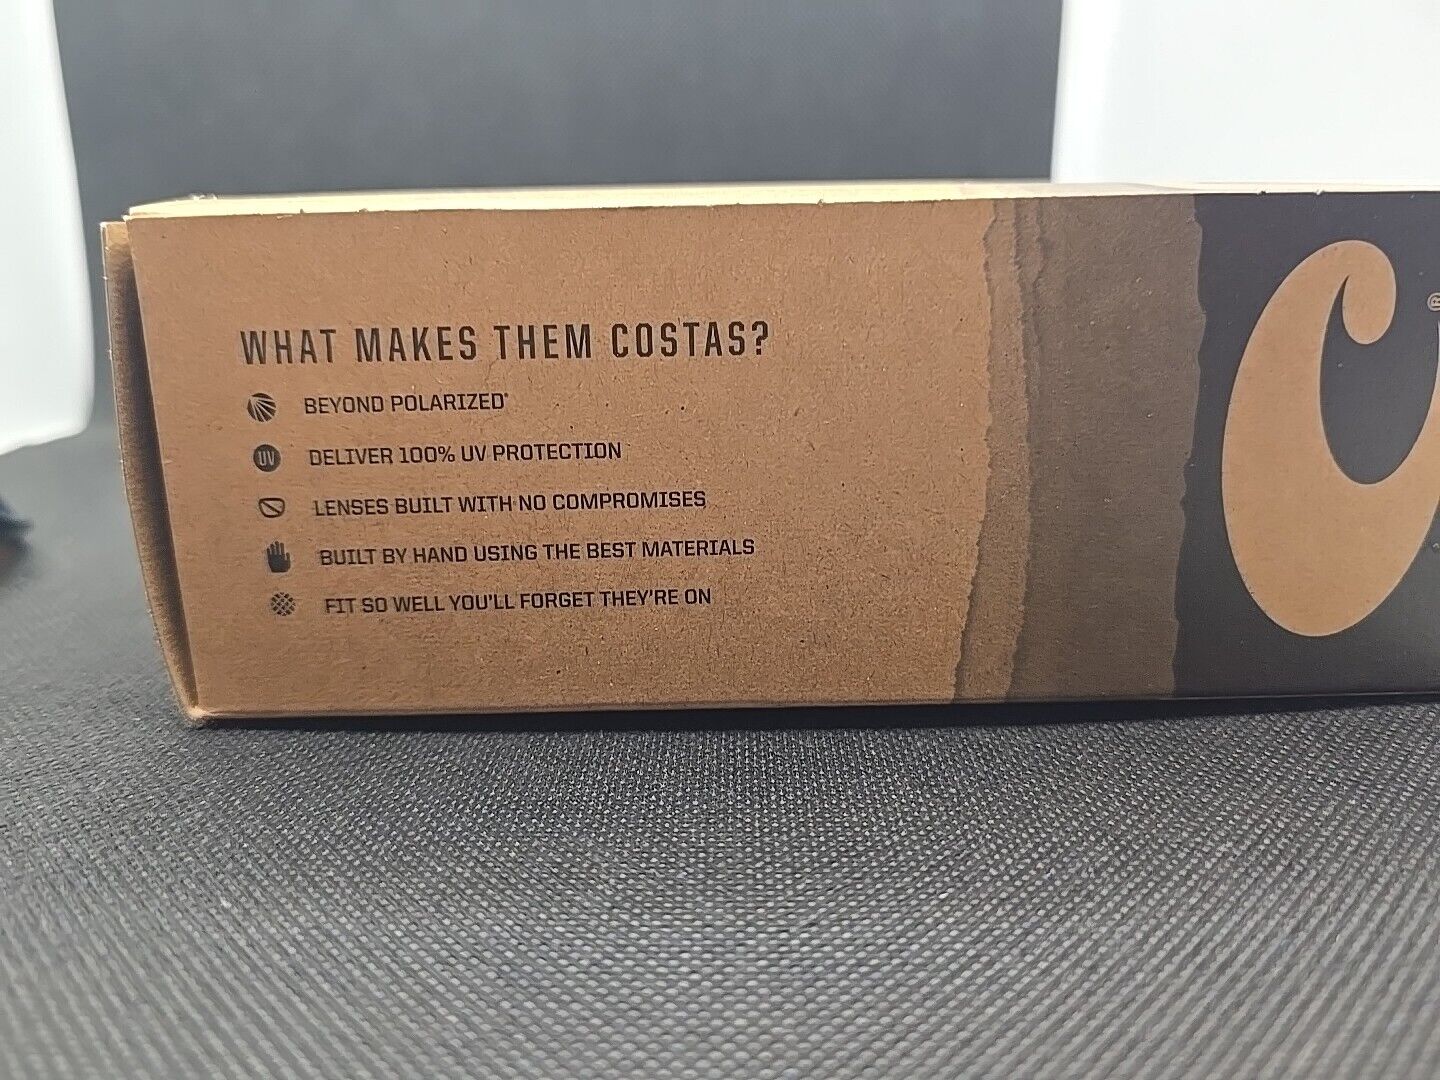 WHAT MAKES THEM COSTAS?
BEYOND POLARIZED®
UV DELIVER 100% UV PROTECTION
LENSES BUILT WITH NO COMPROMISES
BUILT BY HAND USING THE BEST MATERIALS
FIT SO WELL YOU'LL FORGET THEY'RE ON
C ®